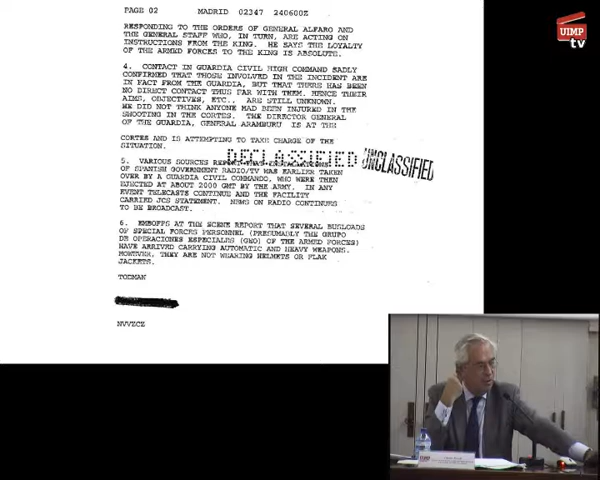 PAGE 02 MADRID 02347 240600Z
RESPONDING TO THE ORDERS OF GENERAL ALFARO AND
THE GENERAL STAFF WHO, IN TURN, ARE ACTING ON
INSTRUCTIONS FROM THE KING. HE SAYS THE LOYALTY
OF THE ARMED FORCES TO THE KING IS ABSOLUTE.
4. CONTACT IN GUARDIA CIVIL HIGH COMMAND SADLY
CONFIRMED THAT THOSE INVOLVED IN THE INCIDENT ARE
IN FACT FROM THE GUARDIA, BUT THAT THERE HAS BEEN
NO DIRECT CONTACT THUS FAR WITH THEM. HENCE THEIR
AIMS, OBJECTIVES, ETC., ARE STILL UNKNOWN.
HE DID NOT THINK ANYONE HAD BEEN INJURED IN THE
SHOOTING IN THE CORTES. THE DIRECTOR GENERAL
OF THE GUARDIA, GENERAL ARAMBURU IS AT THE
CORTES AND IS ATTEMPTING TO TAKE CHARGE OF THE
SITUATION.
DECLASSIFIED UNCLASSIFIED
5. VARIOUS SOURCES REPORT THAT INSTALLATIONS
OF SPANISH GOVERNMENT RADIO/TV WAS EARLIER TAKEN
OVER BY A GUARDIA CIVIL COMMANDO, WHO WERE THEN
EJECTED AT ABOUT 2000 GMT BY THE ARMY. IN ANY
EVENT TELECASTS CONTINUE AND THE FACILITY
CARRIED JCS STATEMENT. NEWS ON RADIO CONTINUES
TO BE BROADCAST.
6. EMBOFFS AT THE SCENE REPORT THAT SEVERAL BUSLOADS
OF SPECIAL FORCES PERSONNEL (PRESUMABLY THE GRUPO
DE OPERACIONES ESPECIALES (GEO) OF THE ARMED FORCES)
HAVE ARRIVED CARRYING AUTOMATIC AND HEAVY WEAPONS.
HOWEVER, THEY ARE NOT WEARING HELMETS OR FLAK
JACKETS.
TODMAN
NVVZCZ
UIMP
tv
UIMP